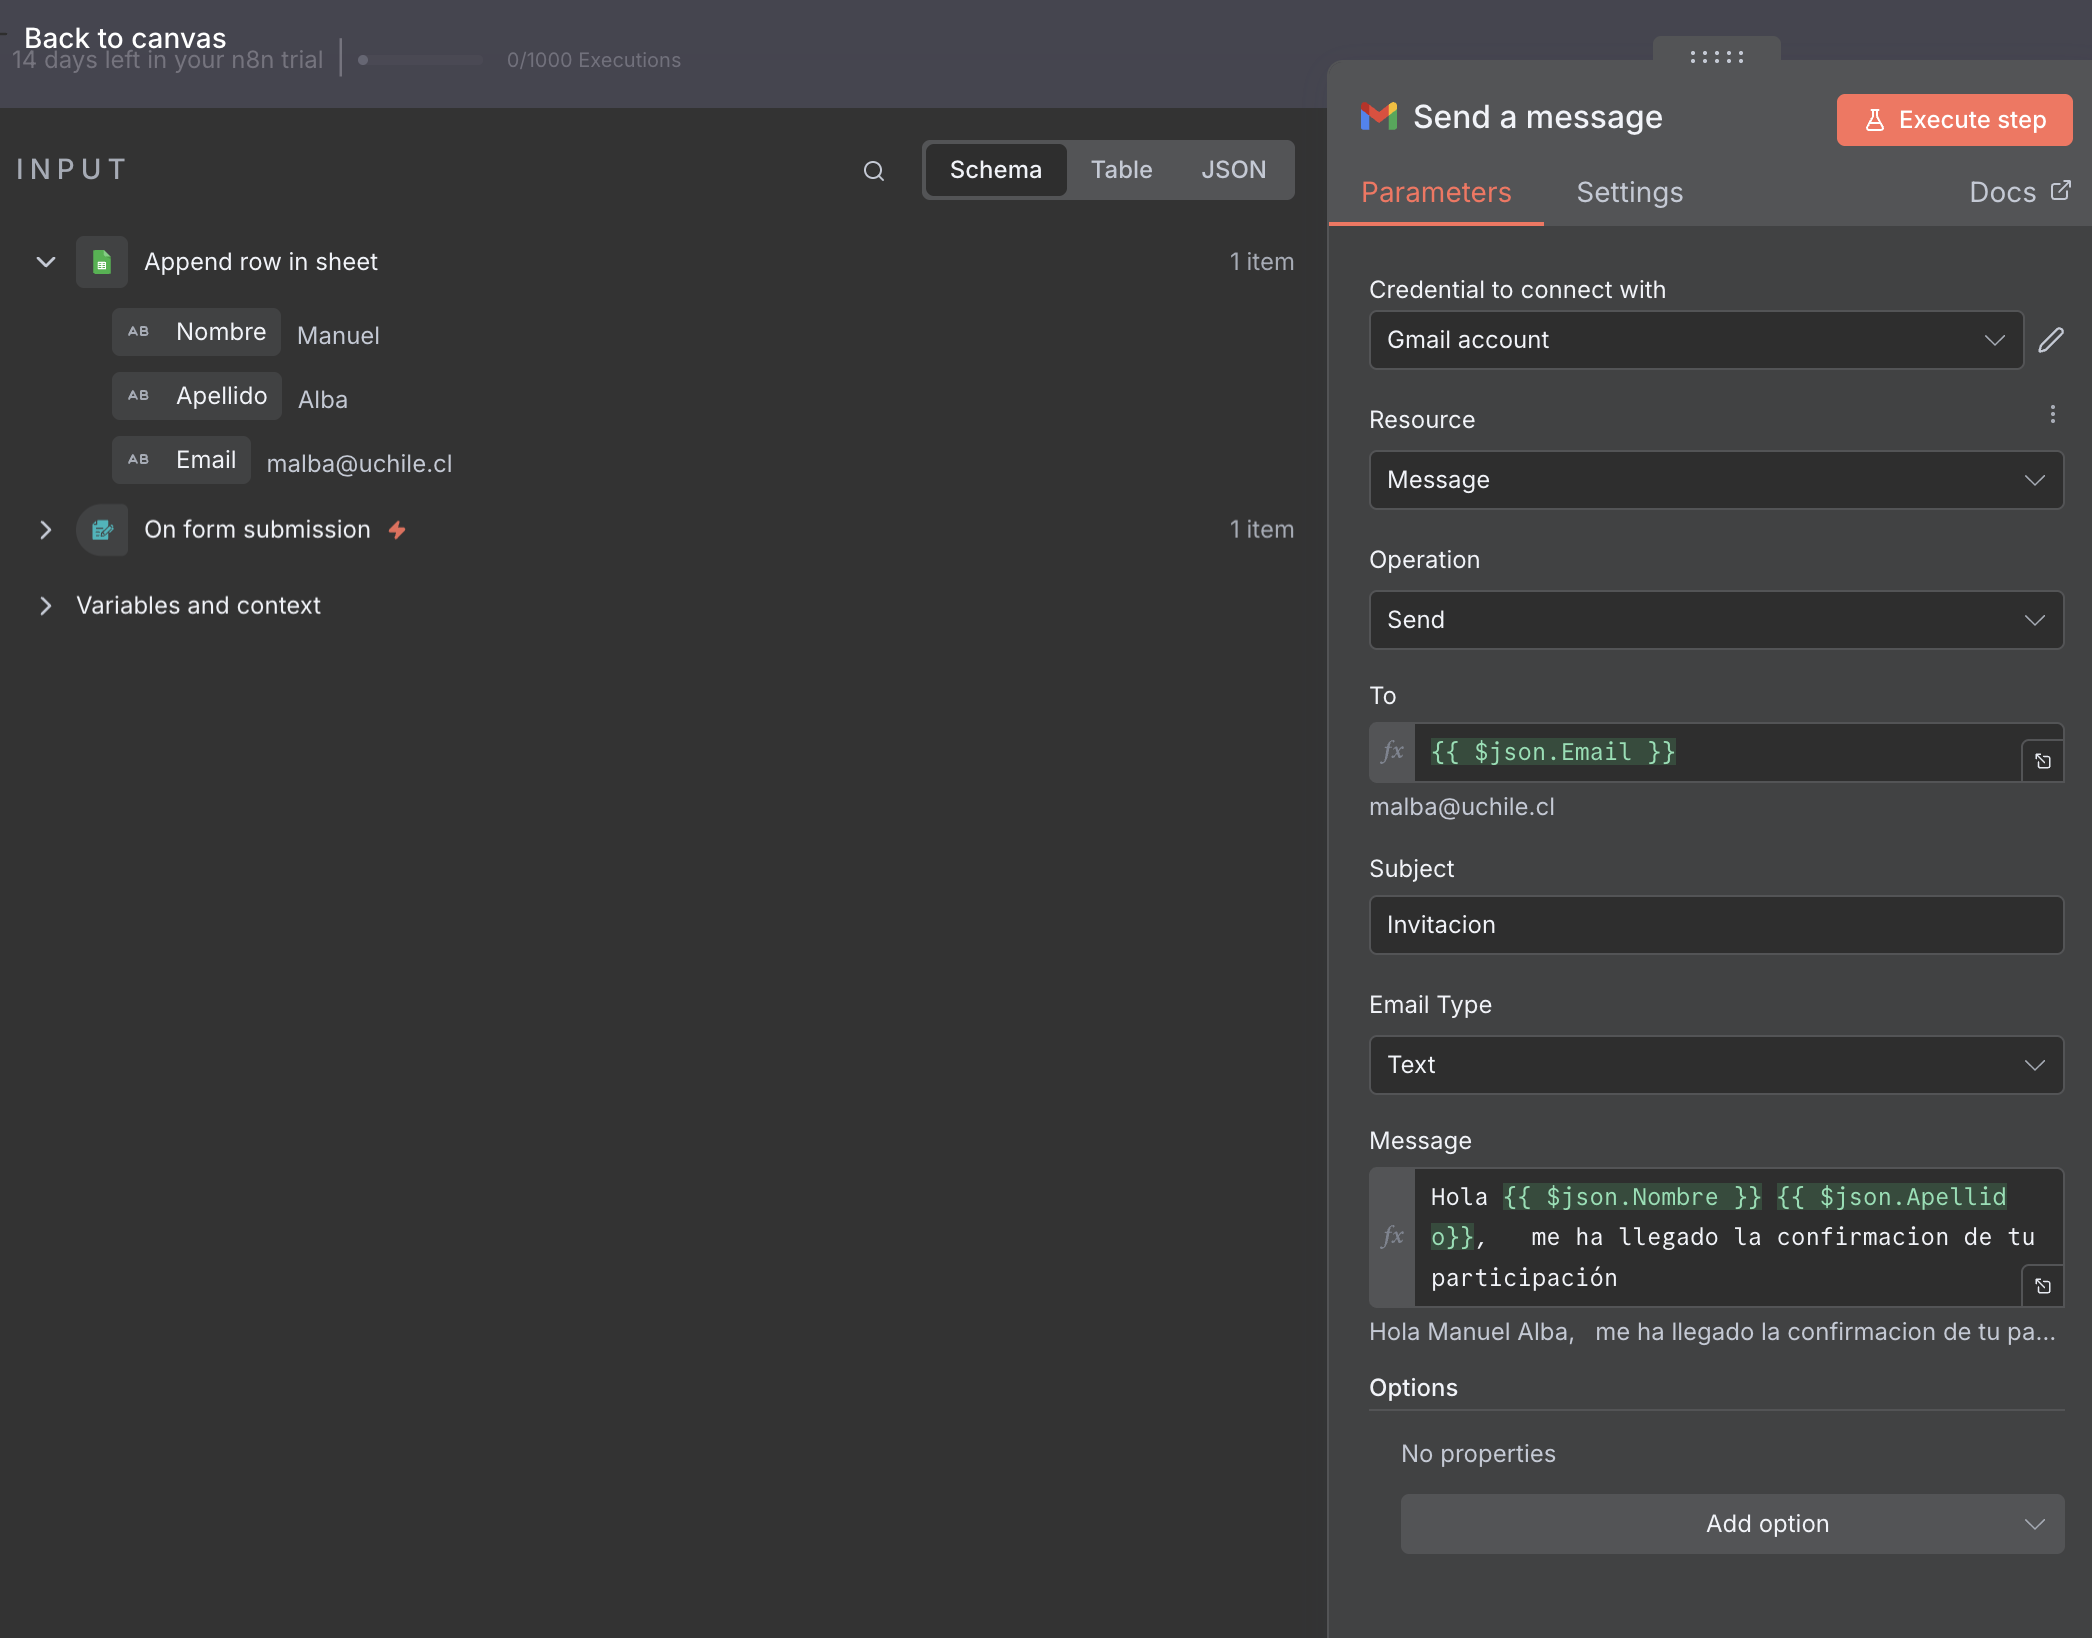 Back to canvas
14 days left in your n8n trial
0/1000 Executions
INPUT
Schema Table JSON
Append row in sheet 1 item
AB Nombre Manuel
AB Apellido Alba
AB Email malba@uchile.cl
On form submission 1 item
Variables and context
Send a message
Execute step
Parameters Settings Docs
Credential to connect with
Gmail account
Resource
Message
Operation
Send
To
fx {{ $json.Email }}
malba@uchile.cl
Subject
Invitacion
Email Type
Text
Message
Hola {{ $json.Nombre }} {{ $json.Apellid
fx o}},   me ha llegado la confirmacion de tu
participación
Hola Manuel Alba,   me ha llegado la confirmacion de tu pa...
Options
No properties
Add option